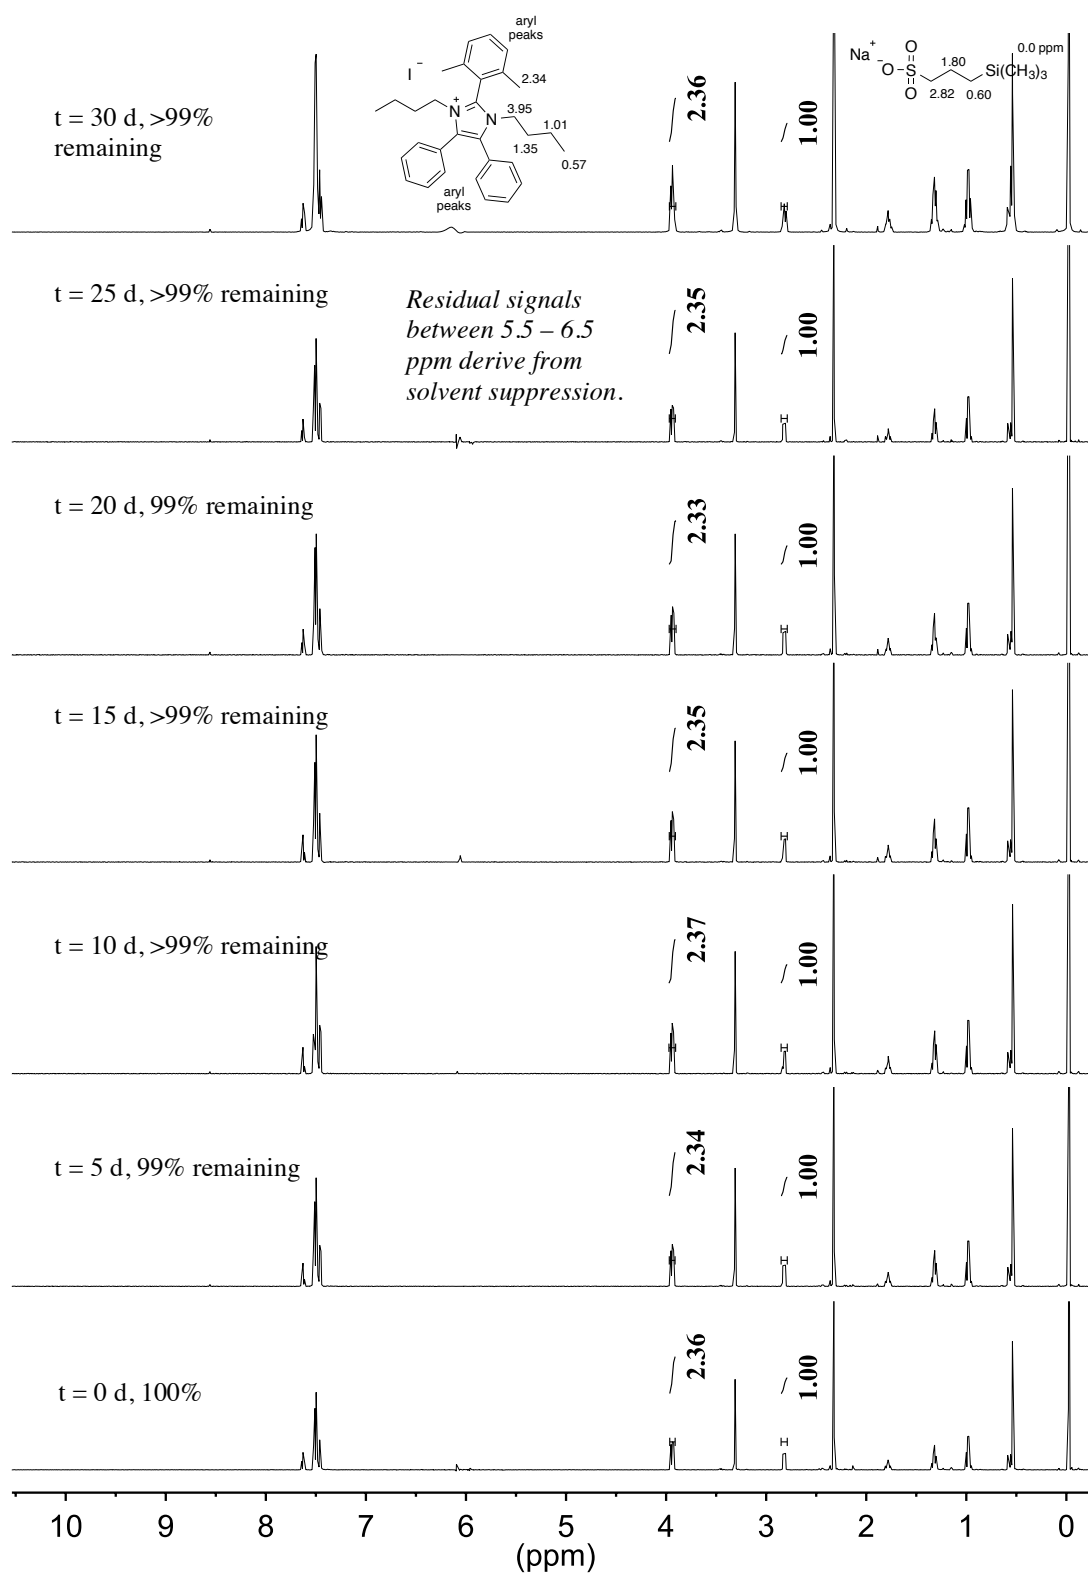 aryl
peaks
I
−
2.34
N
+
N
3.95
1.01
1.35
0.57
aryl
peaks
Na
+
−
O
S
O
O
1.80
2.82
0.60
Si(CH3)3
0.0 ppm
t = 30 d, >99%
remaining
2.36
1.00
t = 25 d, >99% remaining
Residual signals
between 5.5 – 6.5
ppm derive from
solvent suppression.
2.35
1.00
t = 20 d, 99% remaining
2.33
1.00
t = 15 d, >99% remaining
2.35
1.00
t = 10 d, >99% remaining
2.37
1.00
t = 5 d, 99% remaining
2.34
1.00
t = 0 d, 100%
2.36
1.00
10 9 8 7 6 5 4 3 2 1 0
(ppm)